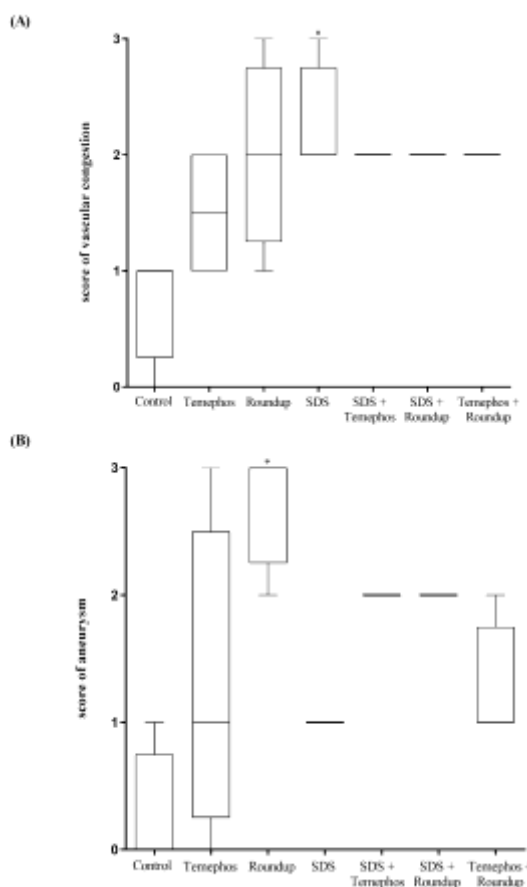 (A)
score of vascular congestion
3
2
1
0
Control Temephos Roundup SDS SDS + Temephos SDS + Roundup Temephos + Roundup
*
(B)
score of aneurysm
3
2
1
0
Control Temephos Roundup SDS SDS + Temephos SDS + Roundup Temephos + Roundup
*